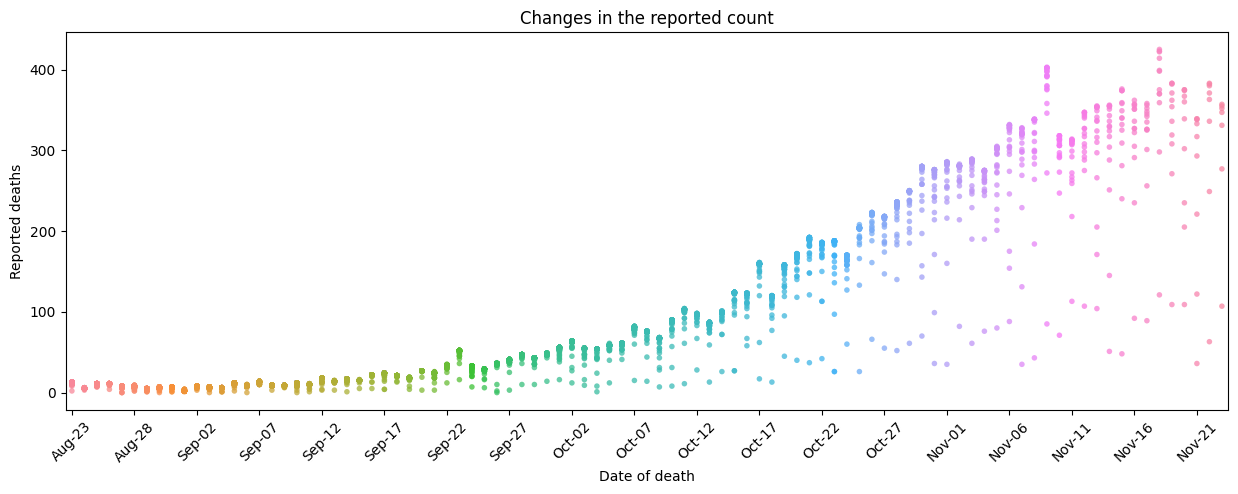 Changes in the reported count
Reported deaths
400
300
200
100
0
Aug-23
Aug-28
Sep-02
Sep-07
Sep-12
Sep-17
Sep-22
Sep-27
Oct-02
Oct-07
Oct-12
Oct-17
Oct-22
Oct-27
Nov-01
Nov-06
Nov-11
Nov-16
Nov-21
Date of death